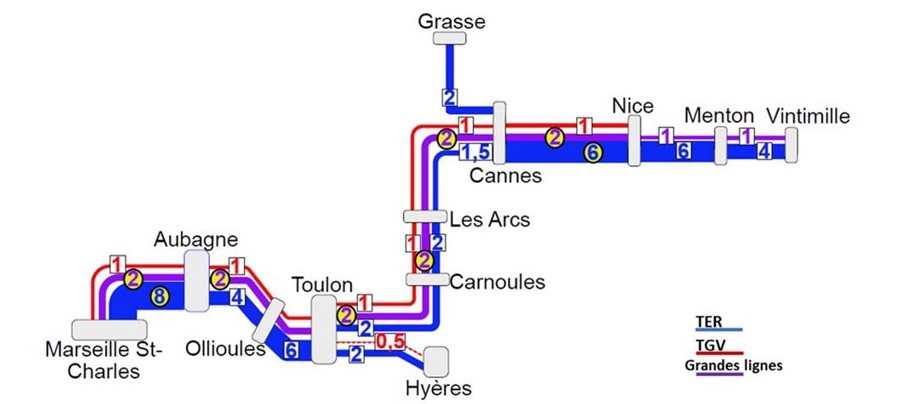 Grasse
2
Nice
Menton
Vintimille
1
1
1
1
2
2
1,5
6
6
4
Cannes
Les Arcs
1
2
2
Carnoules
Aubagne
1
1
2
2
8
4
Toulon
1
2
2
0,5
2
Ollioules
6
Marseille St-
Charles
Hyères
TER
TGV
Grandes lignes